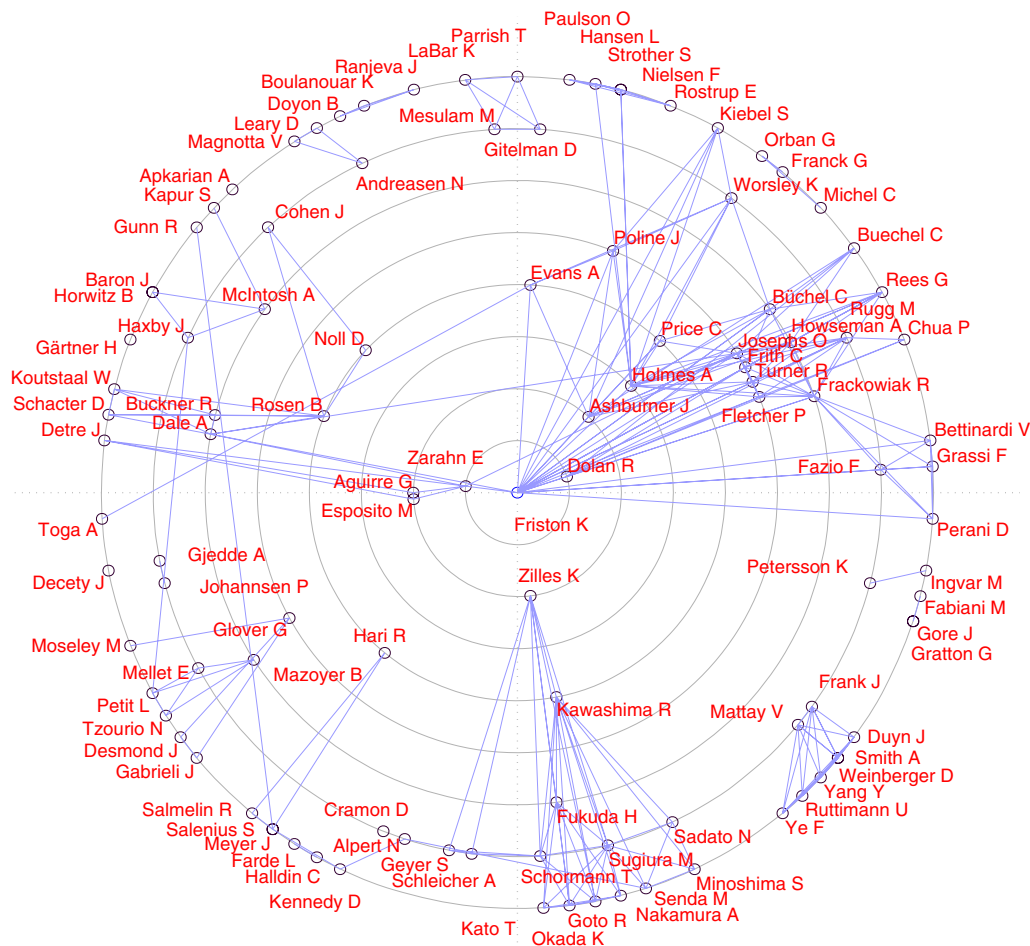 Paulson O
Parrish T
Hansen L
LaBar K
Strother S
Ranjeva J
Nielsen F
Boulanouar K
Rostrup E
Doyon B
Mesulam M
Kiebel S
Leary D
Magnotta V
Gitelman D
Orban G
Apkarian A
Andreasen N
Franck G
Kapur S
Worsley K
Michel C
Gunn R
Cohen J
Poline J
Buechel C
Evans A
Baron J
Büchel C
Rees G
Horwitz B
McIntosh A
Rugg M
Haxby J
Noll D
Price C
Howseman A
Chua P
Gärtner H
Josephs O
Frith C
Koutstaal W
Holmes A
Turner R
Frackowiak R
Schacter D
Buckner R
Rosen B
Ashburner J
Fletcher P
Detre J
Dale A
Bettinardi V
Zarahn E
Dolan R
Fazio F
Grassi F
Aguirre G
Esposito M
Friston K
Toga A
Perani D
Gjedde A
Zilles K
Petersson K
Decety J
Johannsen P
Ingvar M
Fabiani M
Glover G
Hari R
Gore J
Moseley M
Gratton G
Mellet E
Mazoyer B
Frank J
Petit L
Kawashima R
Mattay V
Tzourio N
Duyn J
Desmond J
Smith A
Gabrieli J
Weinberger D
Yang Y
Salmelin R
Cramon D
Fukuda H
Ruttimann U
Salenius S
Ye F
Meyer J
Alpert N
Sadato N
Farde L
Geyer S
Sugiura M
Halldin C
Schleicher A
Schormann T
Minoshima S
Kennedy D
Senda M
Kato T
Goto R
Nakamura A
Okada K